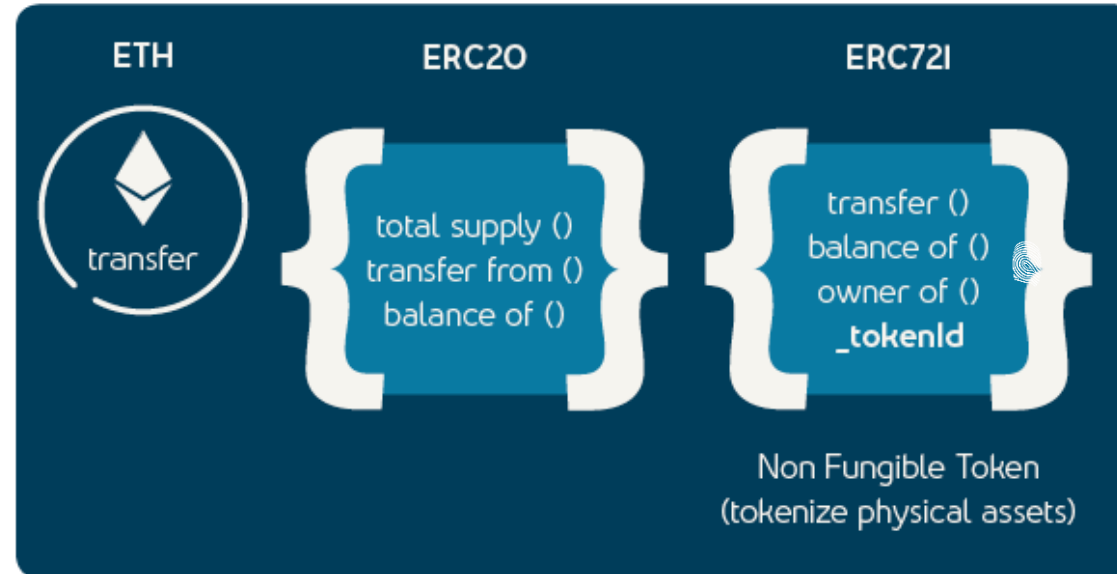 ETH
transfer
ERC20
total supply ()
transfer from ()
balance of ()
ERC721
transfer ()
balance of ()
owner of ()
_tokenId
Non Fungible Token
(tokenize physical assets)